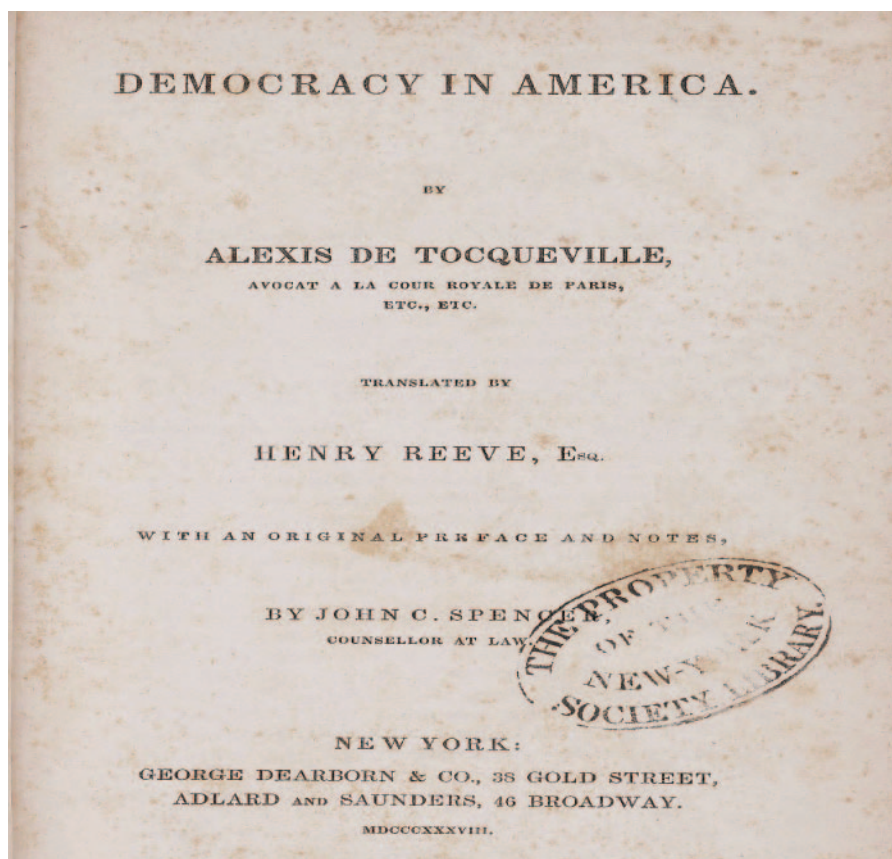 DEMOCRACY IN AMERICA.
BY
ALEXIS DE TOCQUEVILLE,
AVOCAT A LA COUR ROYALE DE PARIS,
ETC., ETC.
TRANSLATED BY
HENRY REEVE, ESQ.
WITH AN ORIGINAL PREFACE AND NOTES,
BY JOHN C. SPENCER,
COUNSELLOR AT LAW.
THE PROPERTY
OF THE
NEW-YORK
SOCIETY LIBRARY.
NEW YORK:
GEORGE DEARBORN & CO., 38 GOLD STREET,
ADLARD AND SAUNDERS, 46 BROADWAY.
MDCCCXXXVIII.